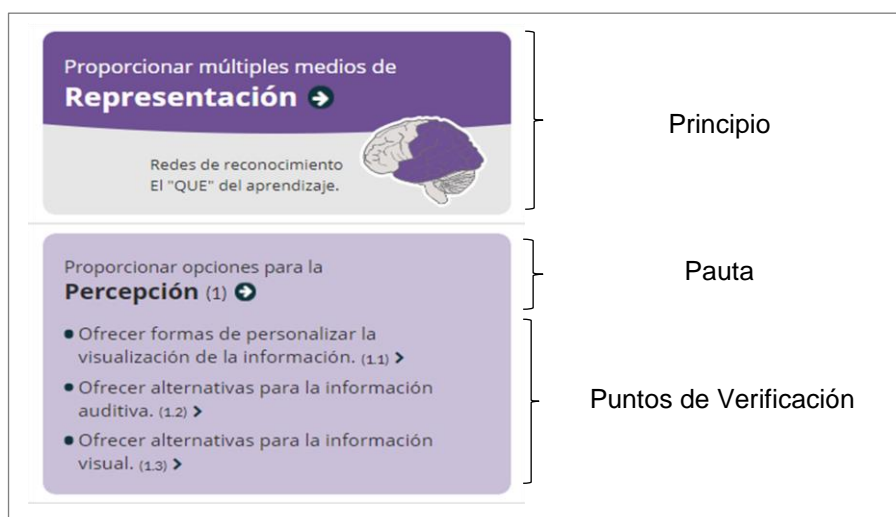 Proporcionar múltiples medios de
Representación
Redes de reconocimiento
El "QUE" del aprendizaje.
Principio
Proporcionar opciones para la
Percepción (1)
Pauta
Ofrecer formas de personalizar la
visualización de la información. (1.1)
Ofrecer alternativas para la información
auditiva. (1.2)
Ofrecer alternativas para la información
visual. (1.3)
Puntos de Verificación